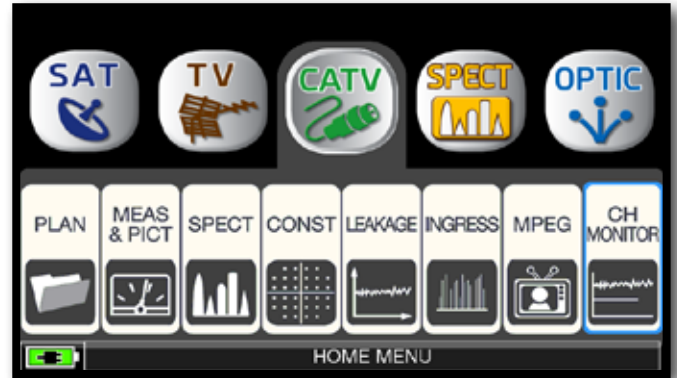 SAT
TV
CATV
SPECT
OPTIC
PLAN
MEAS
& PICT
SPECT
CONST
LEAKAGE
INGRESS
MPEG
CH
MONITOR
HOME MENU